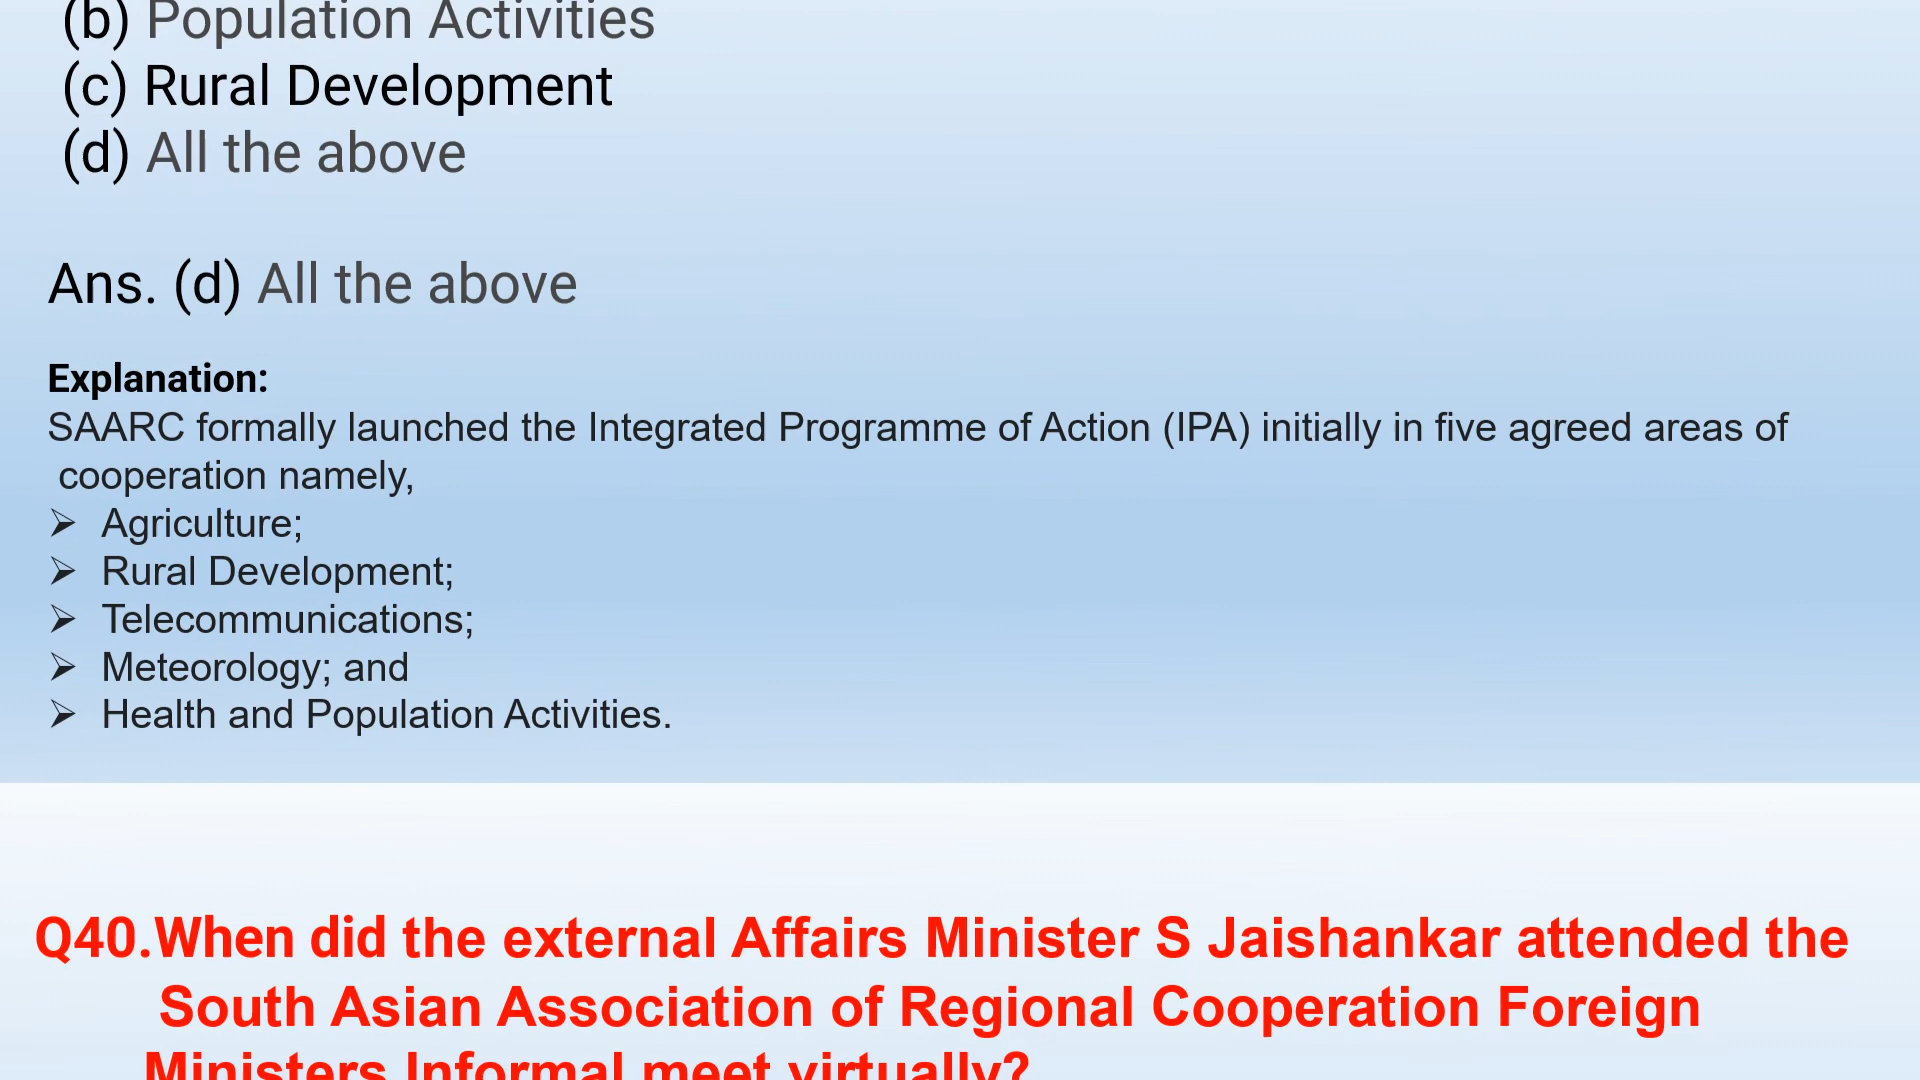 (b) Population Activities
(c) Rural Development
(d) All the above
Ans. (d) All the above
Explanation:
SAARC formally launched the Integrated Programme of Action (IPA) initially in five agreed areas of
cooperation namely,
➢ Agriculture;
➢ Rural Development;
➢ Telecommunications;
➢ Meteorology; and
➢ Health and Population Activities.
Q40.When did the external Affairs Minister S Jaishankar attended the
South Asian Association of Regional Cooperation Foreign
Ministers Informal meet virtually?